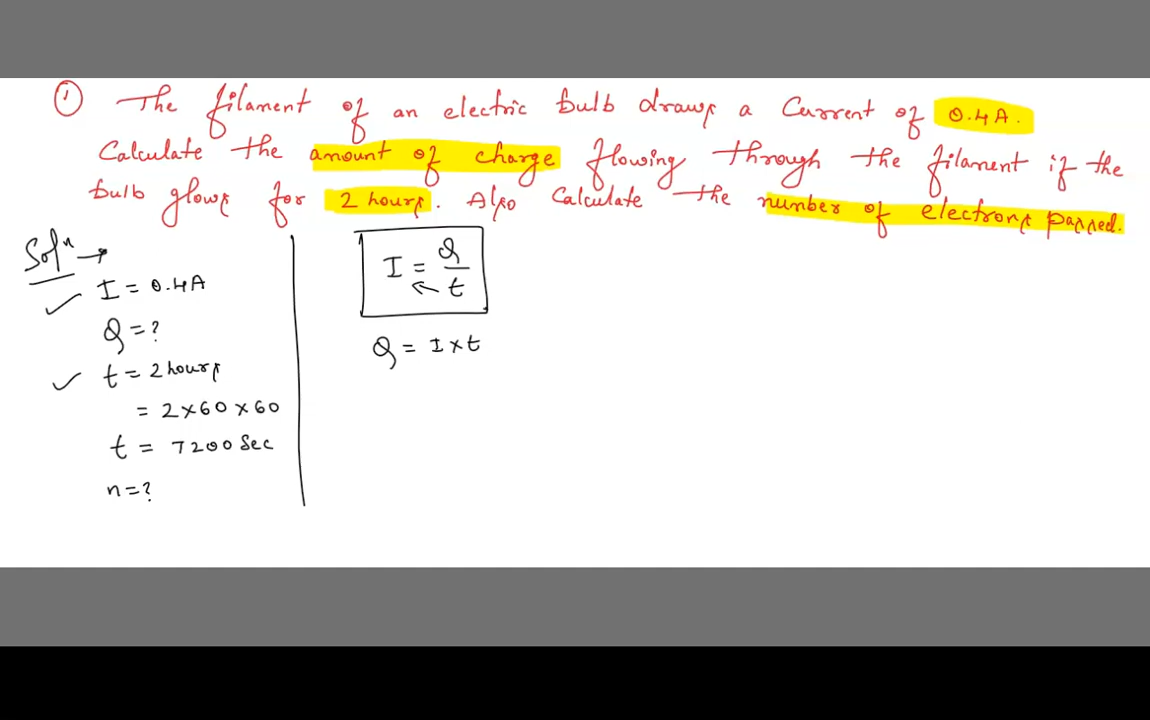 ① The filament of an electric bulb draws a Current of 0.4A.
Calculate the amount of charge flowing through the filament if the
bulb glows for 2 hours. Also Calculate the number of electrons passed.
Solⁿ →
I = 0.4A
Q = ?
t = 2 hours
= 2×60×60
t = 7200 Sec
n = ?
I = Q/t
Q = I × t